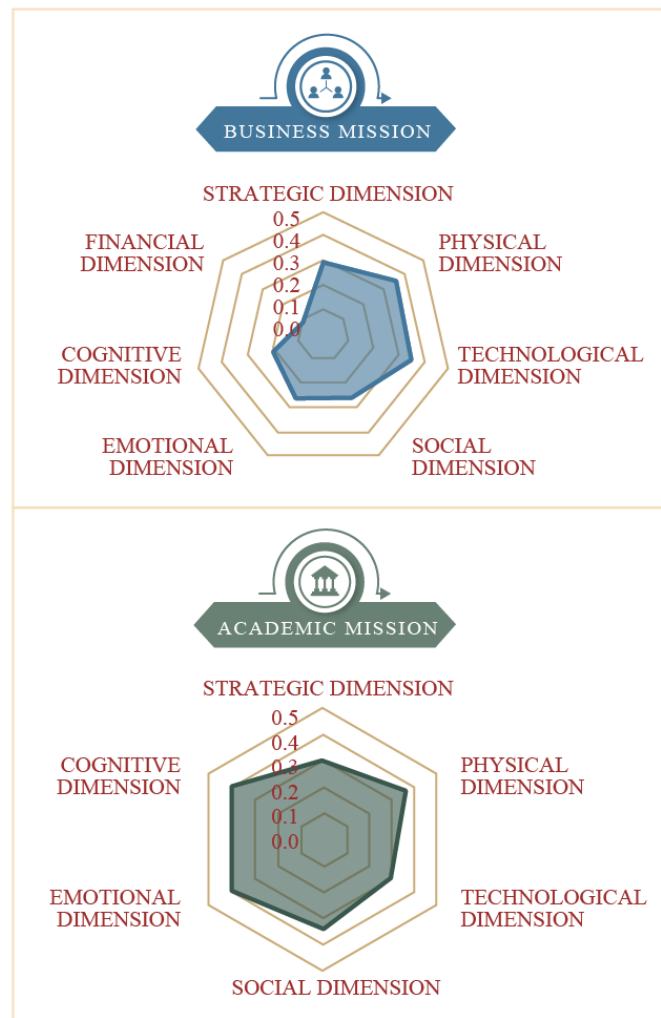 BUSINESS MISSION
STRATEGIC DIMENSION
FINANCIAL
DIMENSION
PHYSICAL
DIMENSION
0.5
0.4
0.3
0.2
0.1
0.0
COGNITIVE
DIMENSION
TECHNOLOGICAL
DIMENSION
EMOTIONAL
DIMENSION
SOCIAL
DIMENSION
ACADEMIC MISSION
STRATEGIC DIMENSION
0.5
0.4
0.3
0.2
0.1
0.0
COGNITIVE
DIMENSION
PHYSICAL
DIMENSION
EMOTIONAL
DIMENSION
TECHNOLOGICAL
DIMENSION
SOCIAL DIMENSION